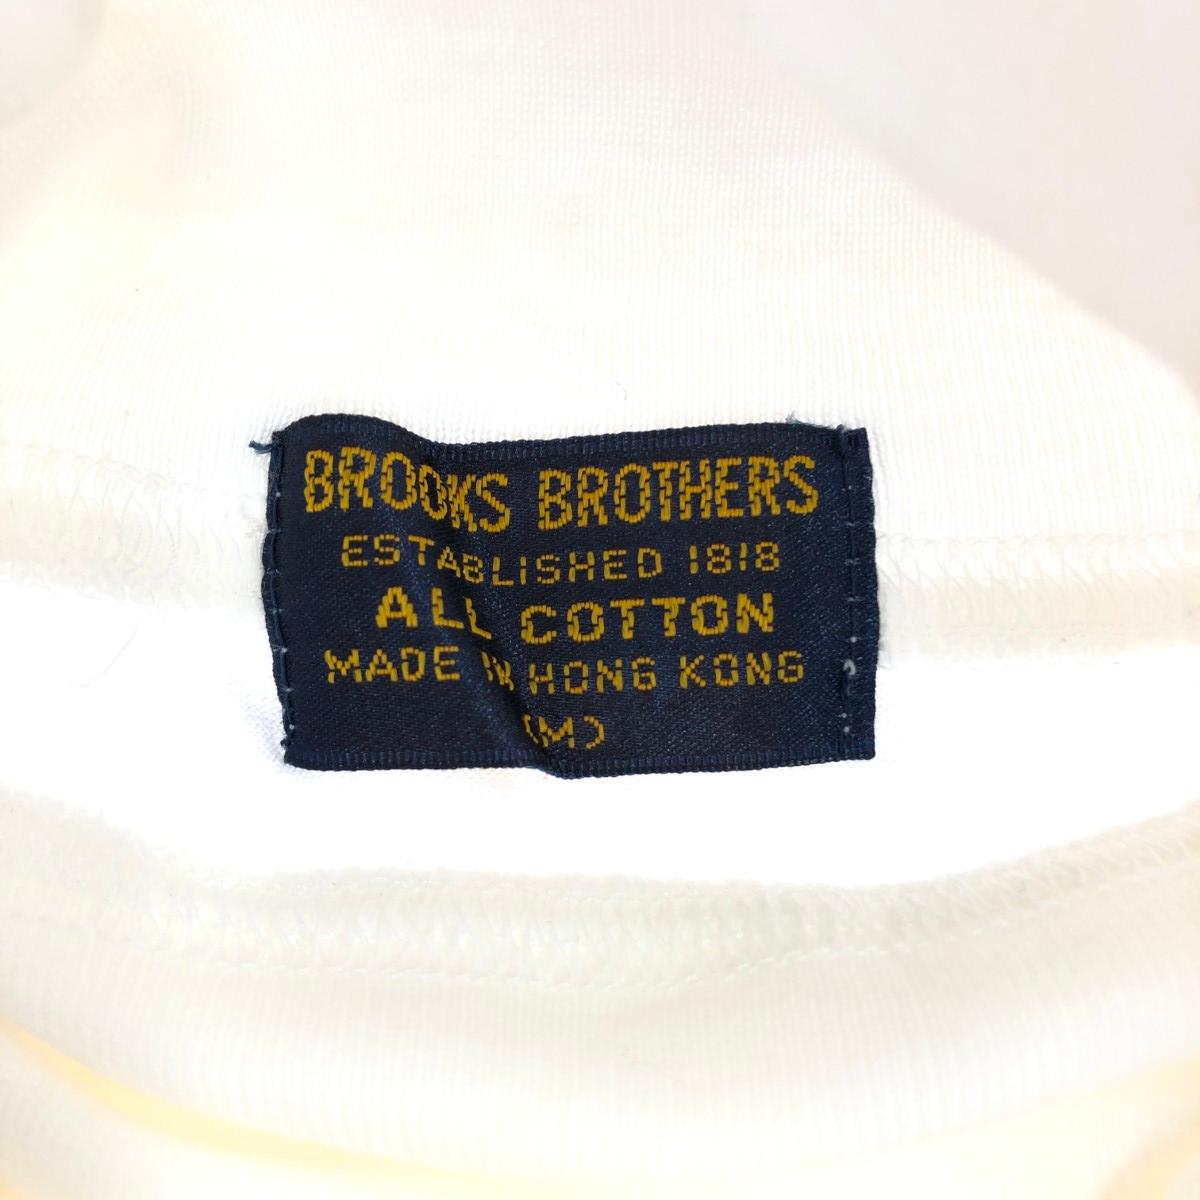 BROOKS BROTHERS
ESTABLISHED 1818
ALL COTTON
MADE IN HONG KONG
(M)